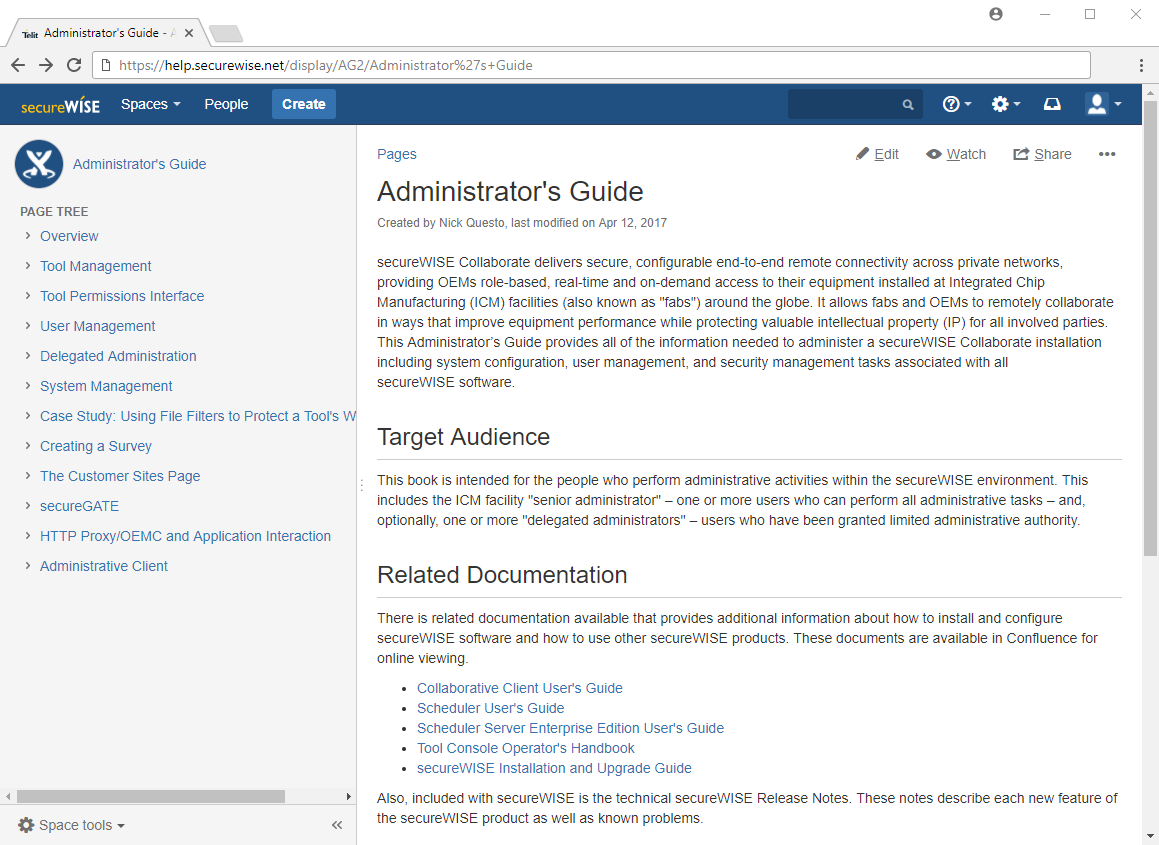 Telit Administrator's Guide - A
https://help.securewise.net/display/AG2/Administrator%27s+Guide
secureWISE Spaces People Create
Administrator's Guide
PAGE TREE
Overview
Tool Management
Tool Permissions Interface
User Management
Delegated Administration
System Management
Case Study: Using File Filters to Protect a Tool's W
Creating a Survey
The Customer Sites Page
secureGATE
HTTP Proxy/OEMC and Application Interaction
Administrative Client
Space tools
Pages
Edit Watch Share
Administrator's Guide
Created by Nick Questo, last modified on Apr 12, 2017
secureWISE Collaborate delivers secure, configurable end-to-end remote connectivity across private networks,
providing OEMs role-based, real-time and on-demand access to their equipment installed at Integrated Chip
Manufacturing (ICM) facilities (also known as "fabs") around the globe. It allows fabs and OEMs to remotely collaborate
in ways that improve equipment performance while protecting valuable intellectual property (IP) for all involved parties.
This Administrator's Guide provides all of the information needed to administer a secureWISE Collaborate installation
including system configuration, user management, and security management tasks associated with all
secureWISE software.
Target Audience
This book is intended for the people who perform administrative activities within the secureWISE environment. This
includes the ICM facility "senior administrator" – one or more users who can perform all administrative tasks – and,
optionally, one or more "delegated administrators" – users who have been granted limited administrative authority.
Related Documentation
There is related documentation available that provides additional information about how to install and configure
secureWISE software and how to use other secureWISE products. These documents are available in Confluence for
online viewing.
• Collaborative Client User's Guide
• Scheduler User's Guide
• Scheduler Server Enterprise Edition User's Guide
• Tool Console Operator's Handbook
• secureWISE Installation and Upgrade Guide
Also, included with secureWISE is the technical secureWISE Release Notes. These notes describe each new feature of
the secureWISE product as well as known problems.